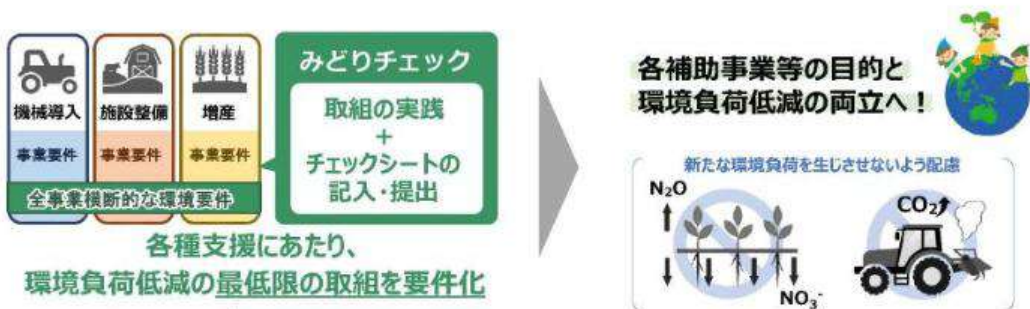 機械導入
施設整備
増産
事業要件
事業要件
事業要件
全事業横断的な環境要件
みどりチェック
取組の実践
+
チェックシートの
記入・提出
各種支援にあたり、
環境負荷低減の最低限の取組を要件化
各補助事業等の目的と
環境負荷低減の両立へ！
新たな環境負荷を生じさせないよう配慮
N₂O
NO₃⁻
CO₂